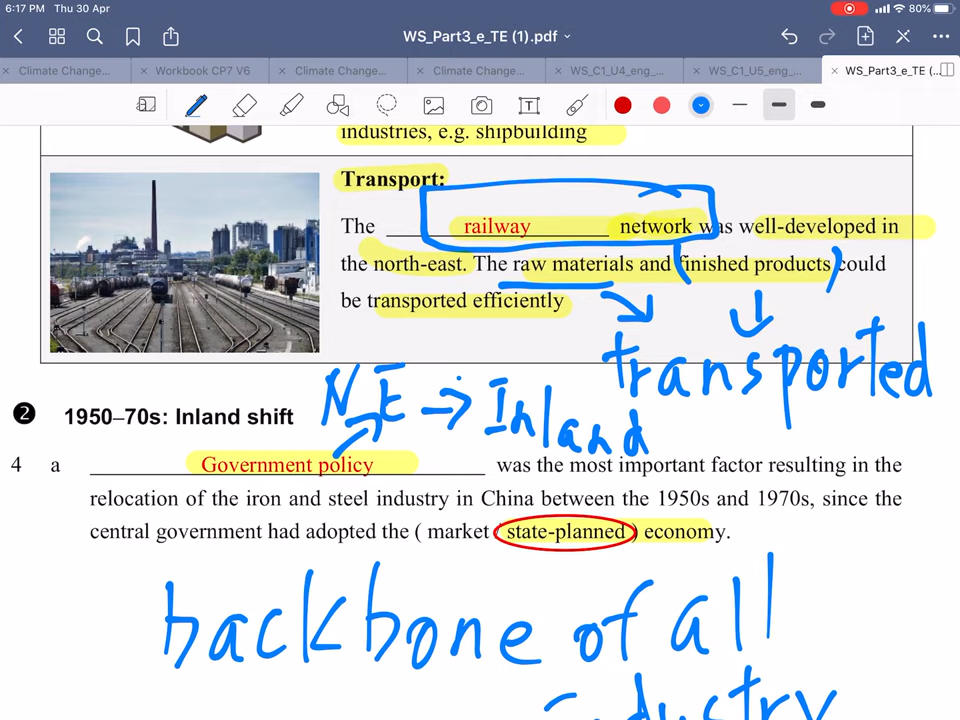 6:17 PM Thu 30 Apr
80%
WS_Part3_e_TE (1).pdf
Climate Change...
Workbook CP7 V6
Climate Change...
Climate Change...
WS_C1_U4_eng_...
WS_C1_U5_eng_...
WS_Part3_e_TE (...
industries, e.g. shipbuilding
Transport:
The railway network was well-developed in
the north-east. The raw materials and finished products could
be transported efficiently
transported
NE → Inland
2 1950–70s: Inland shift
4 a Government policy was the most important factor resulting in the
relocation of the iron and steel industry in China between the 1950s and 1970s, since the
central government had adopted the ( market / state-planned ) economy.
backbone of all
industry